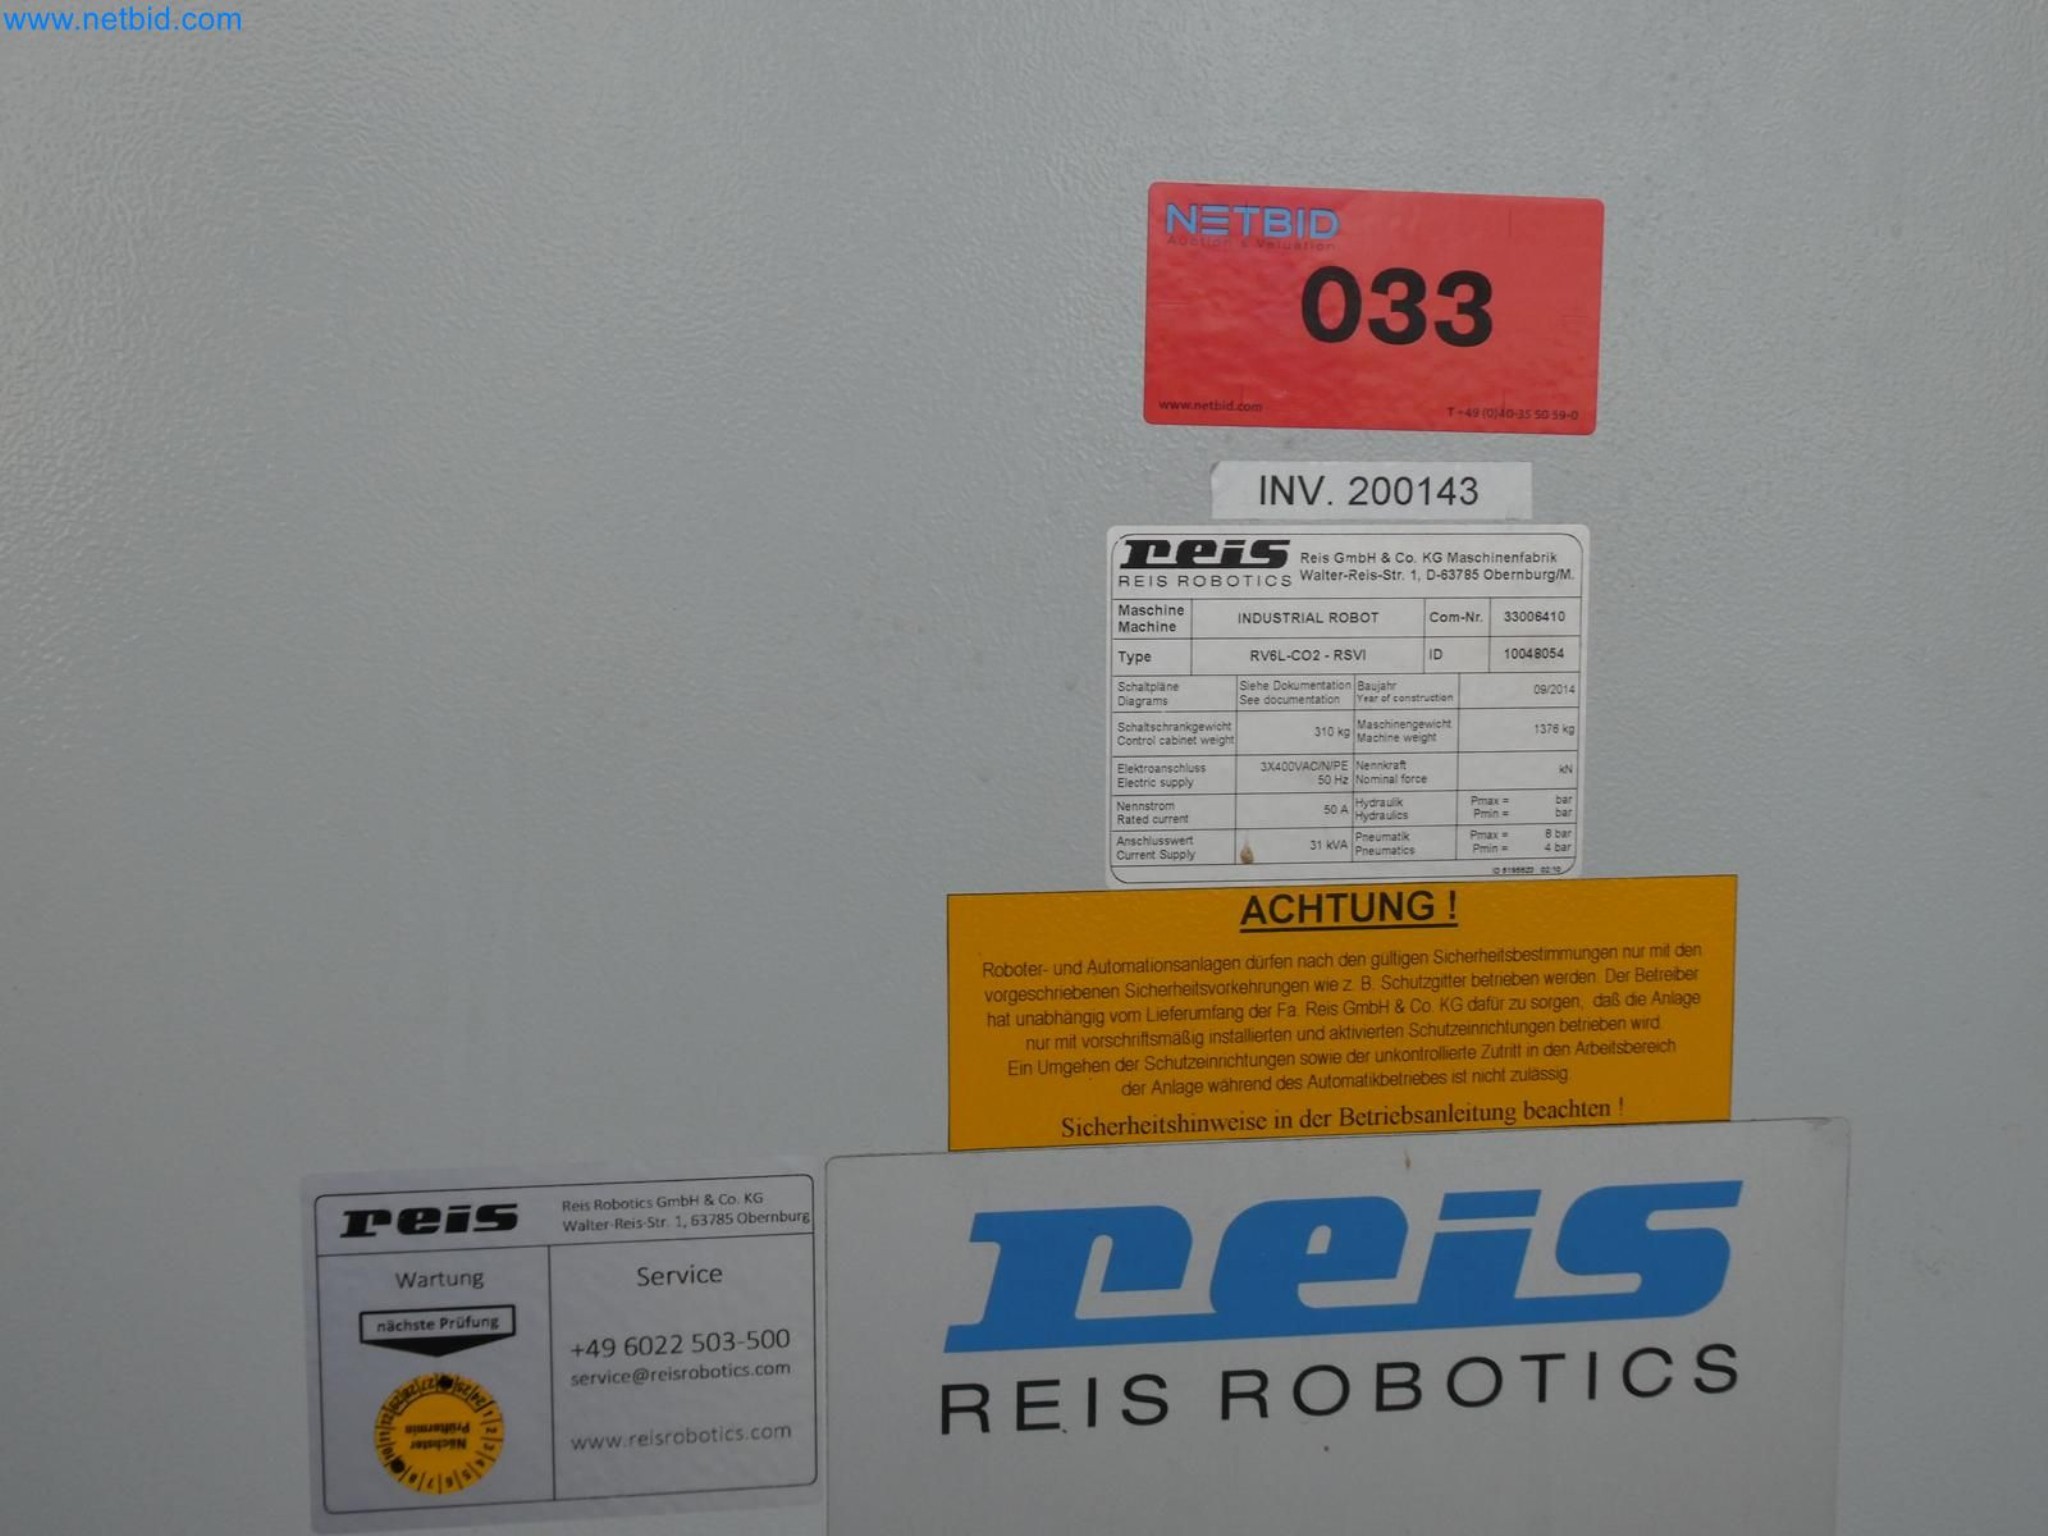 www.netbid.com
NETBID
Auction & Valuation
033
www.netbid.com
T +49 (0)40-35 50 59-0
INV. 200143
reis
REIS ROBOTICS
Reis GmbH & Co. KG Maschinenfabrik
Walter-Reis-Str. 1, D-63785 Obernburg/M.
Maschine
Machine
INDUSTRIAL ROBOT
Com-Nr.
33006410
Type
RV6L-CO2 - RSVI
ID
10048054
Schaltpläne
Diagrams
Siehe Dokumentation
See documentation
Baujahr
Year of construction
09/2014
Schaltschrankgewicht
Control cabinet weight
310 kg
Maschinengewicht
Machine weight
1376 kg
Elektroanschluss
Electric supply
3X400VAC/N/PE
50 Hz
Nennkraft
Nominal force
kN
Nennstrom
Rated current
50 A
Hydraulik
Hydraulics
Pmax = bar
Pmin = bar
Anschlusswert
Current Supply
31 kVA
Pneumatik
Pneumatics
Pmax = 8 bar
Pmin = 4 bar
ACHTUNG !
Roboter- und Automationsanlagen dürfen nach den gültigen Sicherheitsbestimmungen nur mit den
vorgeschriebenen Sicherheitsvorkehrungen wie z. B. Schutzgitter betrieben werden. Der Betreiber
hat unabhängig vom Lieferumfang der Fa. Reis GmbH & Co. KG dafür zu sorgen, daß die Anlage
nur mit vorschriftsmäßig installierten und aktivierten Schutzeinrichtungen betrieben wird.
Ein Umgehen der Schutzeinrichtungen sowie der unkontrollierte Zutritt in den Arbeitsbereich
der Anlage während des Automatikbetriebes ist nicht zulässig.
Sicherheitshinweise in der Betriebsanleitung beachten !
reis
REIS ROBOTICS
reis
Reis Robotics GmbH & Co. KG
Walter-Reis-Str. 1, 63785 Obernburg
Wartung
nächste Prüfung
Nächster
Prüftermin
Service
+49 6022 503-500
service@reisrobotics.com
www.reisrobotics.com